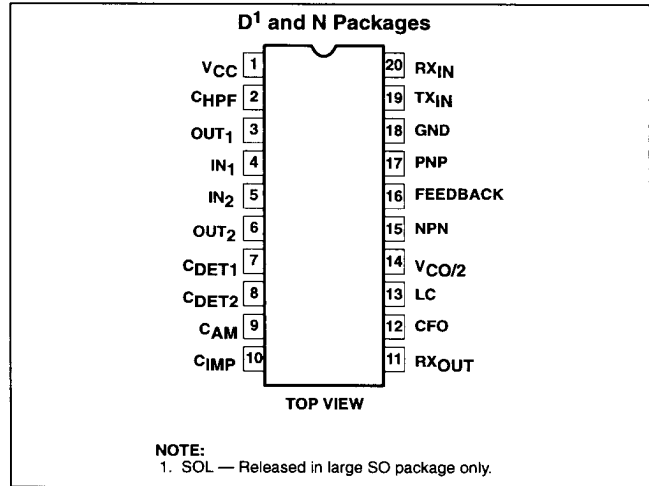 D¹ and N Packages
VCC 1 20 RXIN
CHPF 2 19 TXIN
OUT1 3 18 GND
IN1 4 17 PNP
IN2 5 16 FEEDBACK
OUT2 6 15 NPN
CDET1 7 14 VCO/2
CDET2 8 13 LC
CAM 9 12 CFO
CIMP 10 11 RXOUT
TOP VIEW
NOTE:
1. SOL — Released in large SO package only.